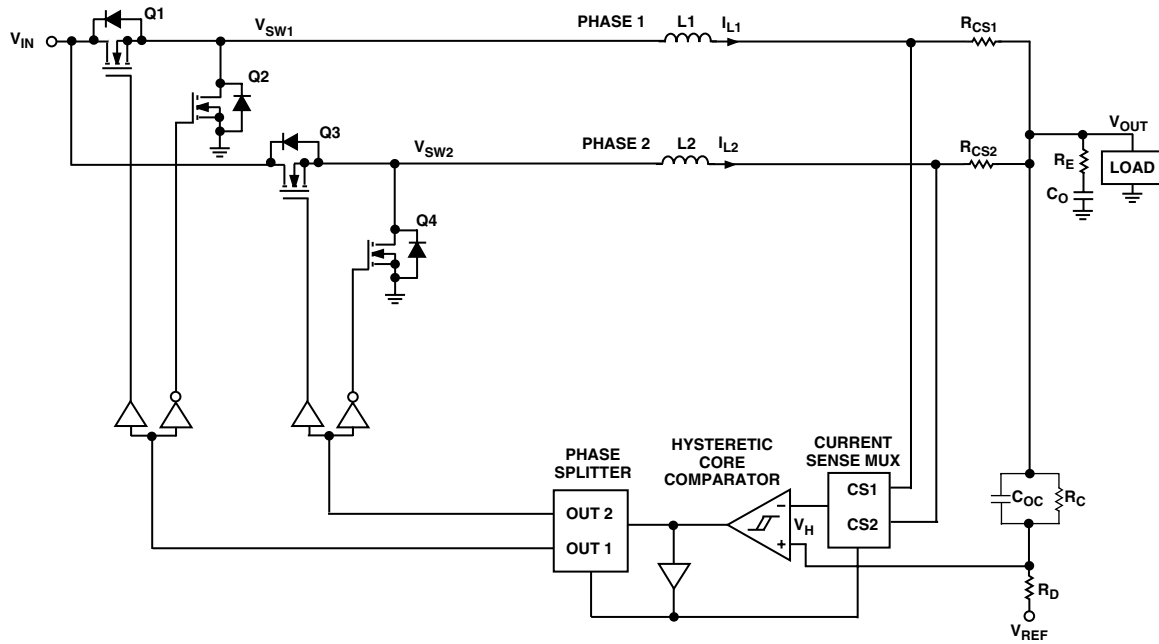 Q1
PHASE 1
L1
I_L1
R_CS1
V_IN
V_SW1
Q2
Q3
V_SW2
PHASE 2
L2
I_L2
R_CS2
V_OUT
R_E
LOAD
C_O
Q4
PHASE
SPLITTER
HYSTERETIC
CORE
COMPARATOR
CURRENT
SENSE MUX
OUT 2
OUT 1
–
V_H
+
CS1
CS2
C_OC
R_C
R_D
V_REF